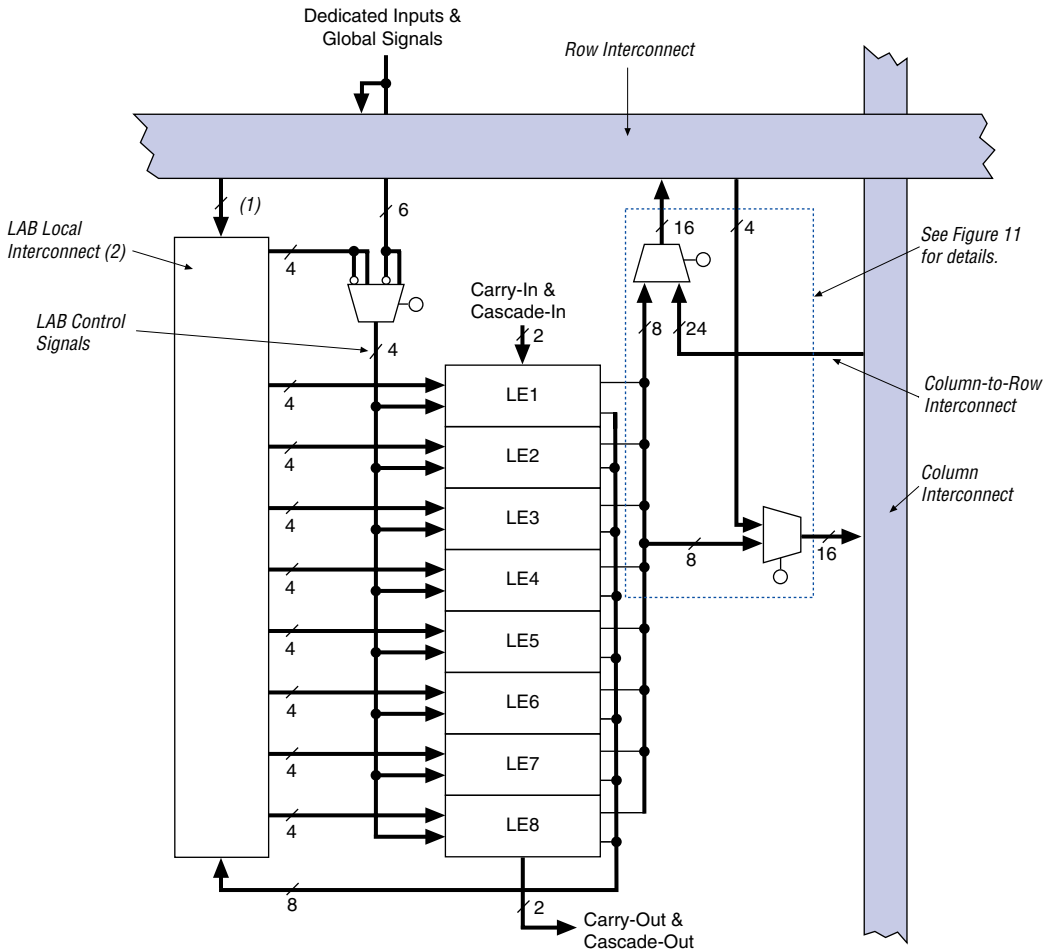 Dedicated Inputs &
Global Signals
Row Interconnect
(1)
6
16
4
LAB Local
Interconnect (2)
4
See Figure 11
for details.
Carry-In &
Cascade-In
LAB Control
Signals
4
2
8
24
LE1
4
Column-to-Row
Interconnect
LE2
4
Column
Interconnect
LE3
4
8
16
LE4
4
LE5
4
LE6
4
LE7
4
LE8
4
8
2
Carry-Out &
Cascade-Out